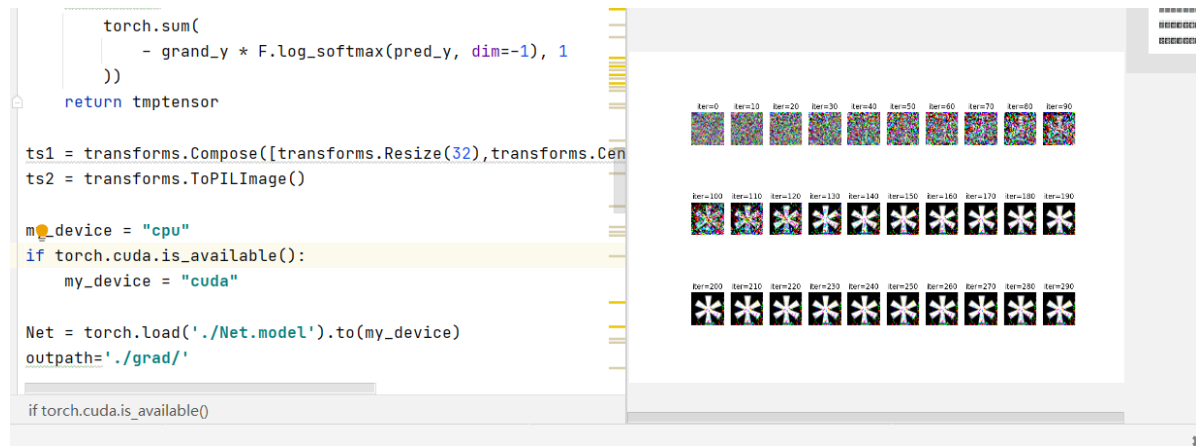 torch.sum(
- grand_y * F.log_softmax(pred_y, dim=-1), 1
))
return tmptensor
ts1 = transforms.Compose([transforms.Resize(32),transforms.Cen
ts2 = transforms.ToPILImage()
_device = "cpu"
if torch.cuda.is_available():
my_device = "cuda"
Net = torch.load('./Net.model').to(my_device)
outpath='./grad/'
if torch.cuda.is_available()
iter=0 iter=10 iter=20 iter=30 iter=40 iter=50 iter=60 iter=70 iter=80 iter=90
iter=100 iter=110 iter=120 iter=130 iter=140 iter=150 iter=160 iter=170 iter=180 iter=190
iter=200 iter=210 iter=220 iter=230 iter=240 iter=250 iter=260 iter=270 iter=280 iter=290